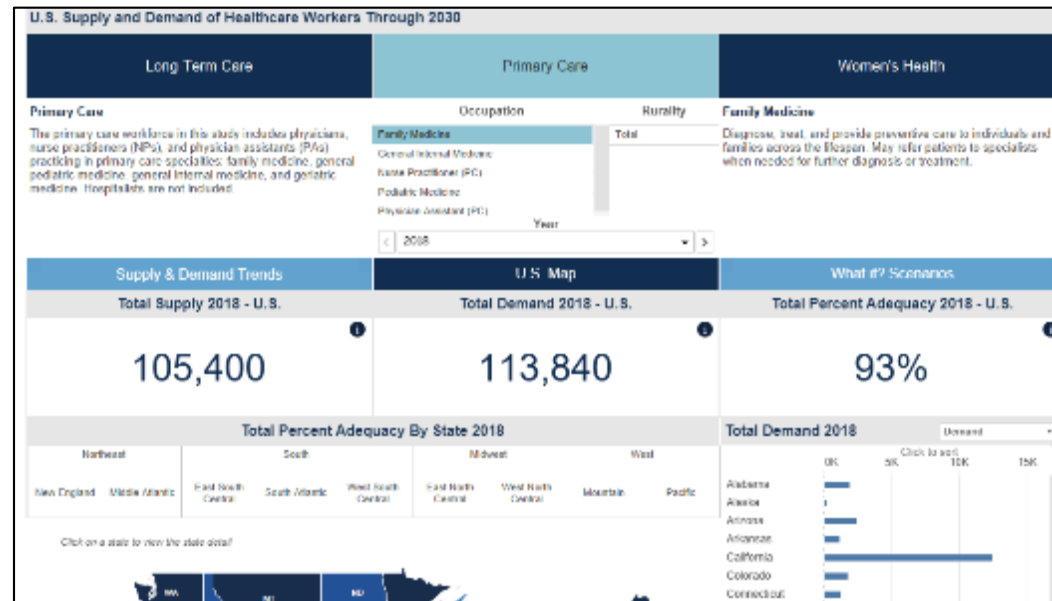 U.S. Supply and Demand of Healthcare Workers Through 2030
Long Term Care
Primary Care
Women's Health
Primary Care
The primary care workforce in this study includes physicians,
nurse practitioners (NPs), and physician assistants (PAs)
practicing in primary care specialties: family medicine, general
pediatric medicine, general internal medicine, and geriatric
medicine. Hospitalists are not included.
Occupation
Family Medicine
General Internal Medicine
Nurse Practitioner (PC)
Pediatric Medicine
Physician Assistant (PC)
Rurality
Total
Year
2018
Family Medicine
Diagnose, treat, and provide preventive care to individuals and
families across the lifespan. May refer patients to specialists
when needed for further diagnosis or treatment.
Supply & Demand Trends
U.S. Map
What if? Scenarios
Total Supply 2018 - U.S.
Total Demand 2018 - U.S.
Total Percent Adequacy 2018 - U.S.
105,400
113,840
93%
Total Percent Adequacy By State 2018
Northeast
South
Midwest
West
New England
Middle Atlantic
East South
Central
South Atlantic
West South
Central
East North
Central
West North
Central
Mountain
Pacific
Click on a state to view the state detail
WA
MT
ND
Total Demand 2018
Demand
Click to sort
0K
5K
10K
15K
Alabama
Alaska
Arizona
Arkansas
California
Colorado
Connecticut